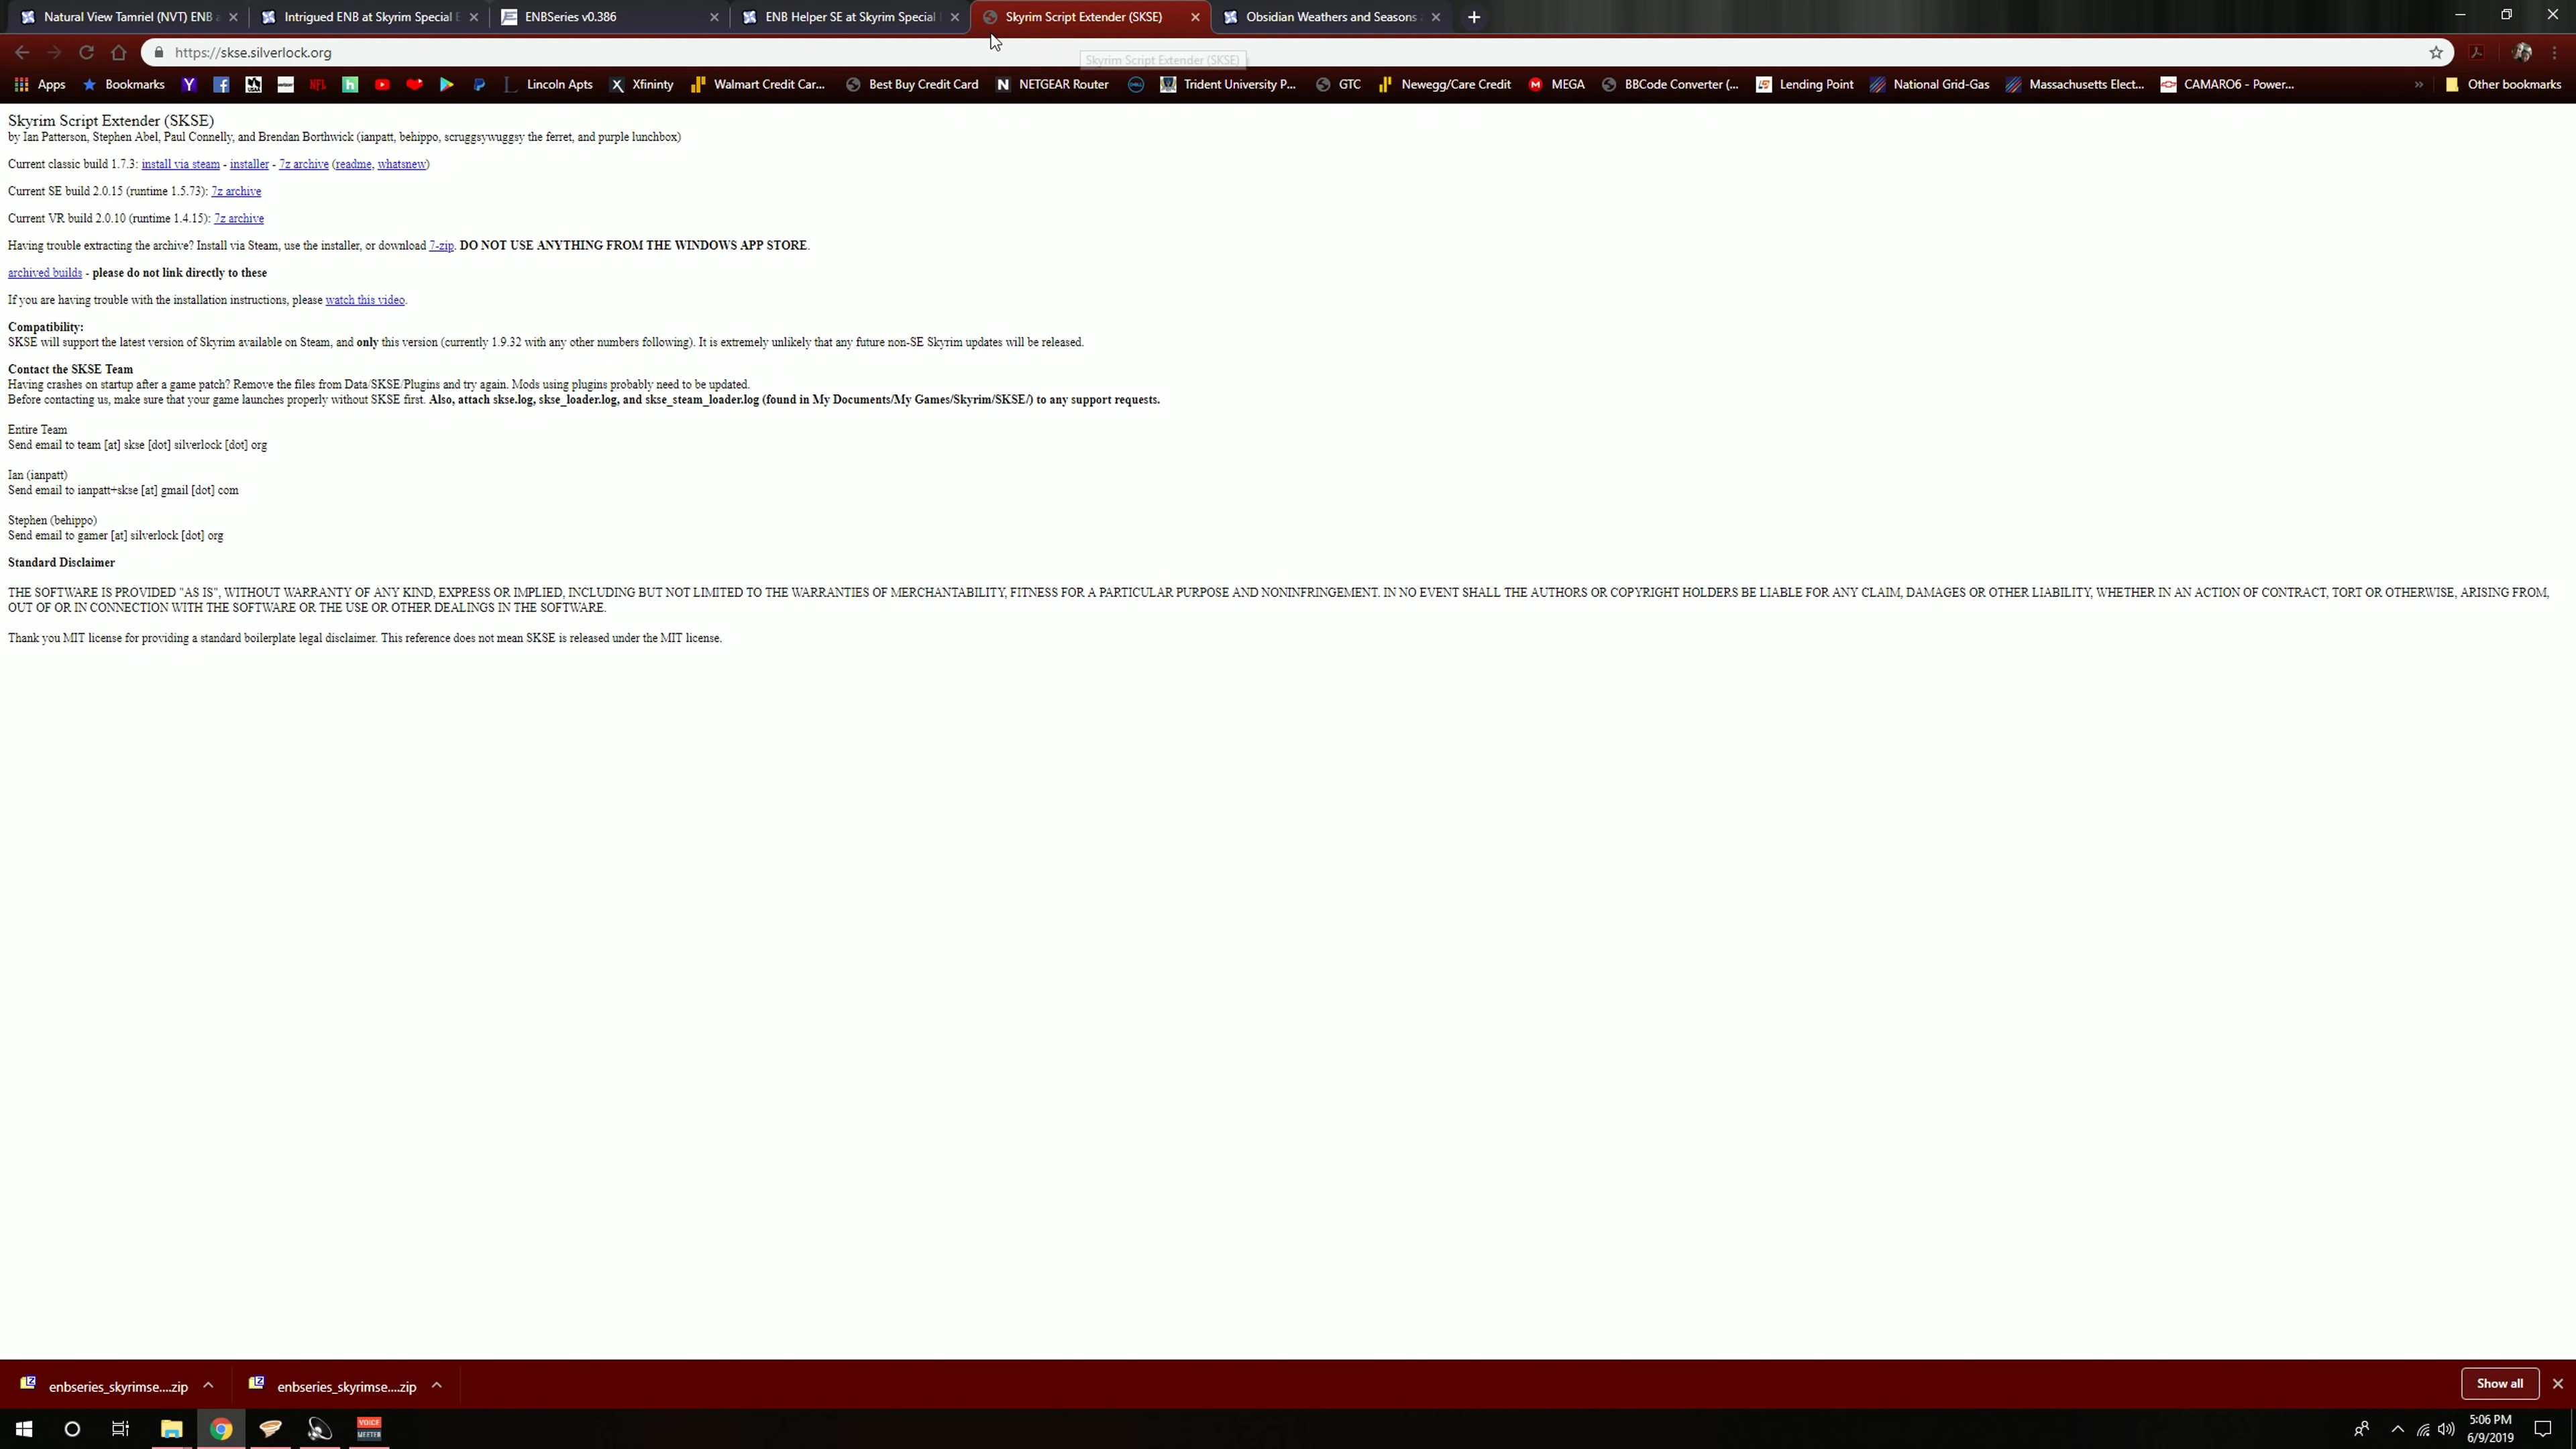 Natural View Tamriel (NVT) ENB a
Intrigued ENB at Skyrim Special E
ENBSeries v0.386
ENB Helper SE at Skyrim Special
Skyrim Script Extender (SKSE)
Obsidian Weathers and Seasons
https://skse.silverlock.org
Skyrim Script Extender (SKSE)
Apps
Bookmarks
Lincoln Apts
Xfininty
Walmart Credit Car...
Best Buy Credit Card
NETGEAR Router
Trident University P...
GTC
Newegg/Care Credit
MEGA
BBCode Converter (...
Lending Point
National Grid-Gas
Massachusetts Elect...
CAMARO6 - Power...
Other bookmarks
Skyrim Script Extender (SKSE)
by Ian Patterson, Stephen Abel, Paul Connelly, and Brendan Borthwick (ianpatt, behippo, scruggsywuggsy the ferret, and purple lunchbox)
Current classic build 1.7.3: install via steam - installer - 7z archive (readme, whatsnew)
Current SE build 2.0.15 (runtime 1.5.73): 7z archive
Current VR build 2.0.10 (runtime 1.4.15): 7z archive
Having trouble extracting the archive? Install via Steam, use the installer, or download 7-zip. DO NOT USE ANYTHING FROM THE WINDOWS APP STORE.
archived builds - please do not link directly to these
If you are having trouble with the installation instructions, please watch this video.
Compatibility:
SKSE will support the latest version of Skyrim available on Steam, and only this version (currently 1.9.32 with any other numbers following). It is extremely unlikely that any future non-SE Skyrim updates will be released.
Contact the SKSE Team
Having crashes on startup after a game patch? Remove the files from Data/SKSE/Plugins and try again. Mods using plugins probably need to be updated.
Before contacting us, make sure that your game launches properly without SKSE first. Also, attach skse.log, skse_loader.log, and skse_steam_loader.log (found in My Documents/My Games/Skyrim/SKSE/) to any support requests.
Entire Team
Send email to team [at] skse [dot] silverlock [dot] org
Ian (ianpatt)
Send email to ianpatt+skse [at] gmail [dot] com
Stephen (behippo)
Send email to gamer [at] silverlock [dot] org
Standard Disclaimer
THE SOFTWARE IS PROVIDED "AS IS", WITHOUT WARRANTY OF ANY KIND, EXPRESS OR IMPLIED, INCLUDING BUT NOT LIMITED TO THE WARRANTIES OF MERCHANTABILITY, FITNESS FOR A PARTICULAR PURPOSE AND NONINFRINGEMENT. IN NO EVENT SHALL THE AUTHORS OR COPYRIGHT HOLDERS BE LIABLE FOR ANY CLAIM, DAMAGES OR OTHER LIABILITY, WHETHER IN AN ACTION OF CONTRACT, TORT OR OTHERWISE, ARISING FROM,
OUT OF OR IN CONNECTION WITH THE SOFTWARE OR THE USE OR OTHER DEALINGS IN THE SOFTWARE.
Thank you MIT license for providing a standard boilerplate legal disclaimer. This reference does not mean SKSE is released under the MIT license.
enbseries_skyrimse....zip
enbseries_skyrimse....zip
Show all
VOICE
MEETER
5:06 PM
6/9/2019